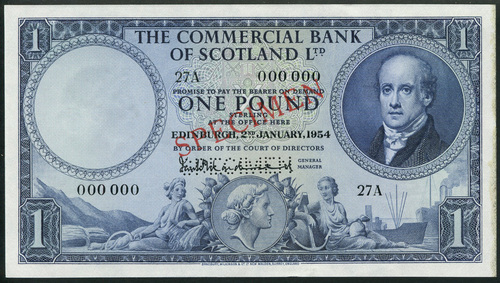 THE COMMERCIAL BANK
OF SCOTLAND LTD
27A 000 000
PROMISE TO PAY THE BEARER ON DEMAND
ONE POUND
STERLING
AT THE OFFICE HERE
EDINBURGH, 2ND JANUARY, 1954
BY ORDER OF THE COURT OF DIRECTORS
GENERAL
MANAGER
000 000
27A
1
1
1
1
SPECIMEN